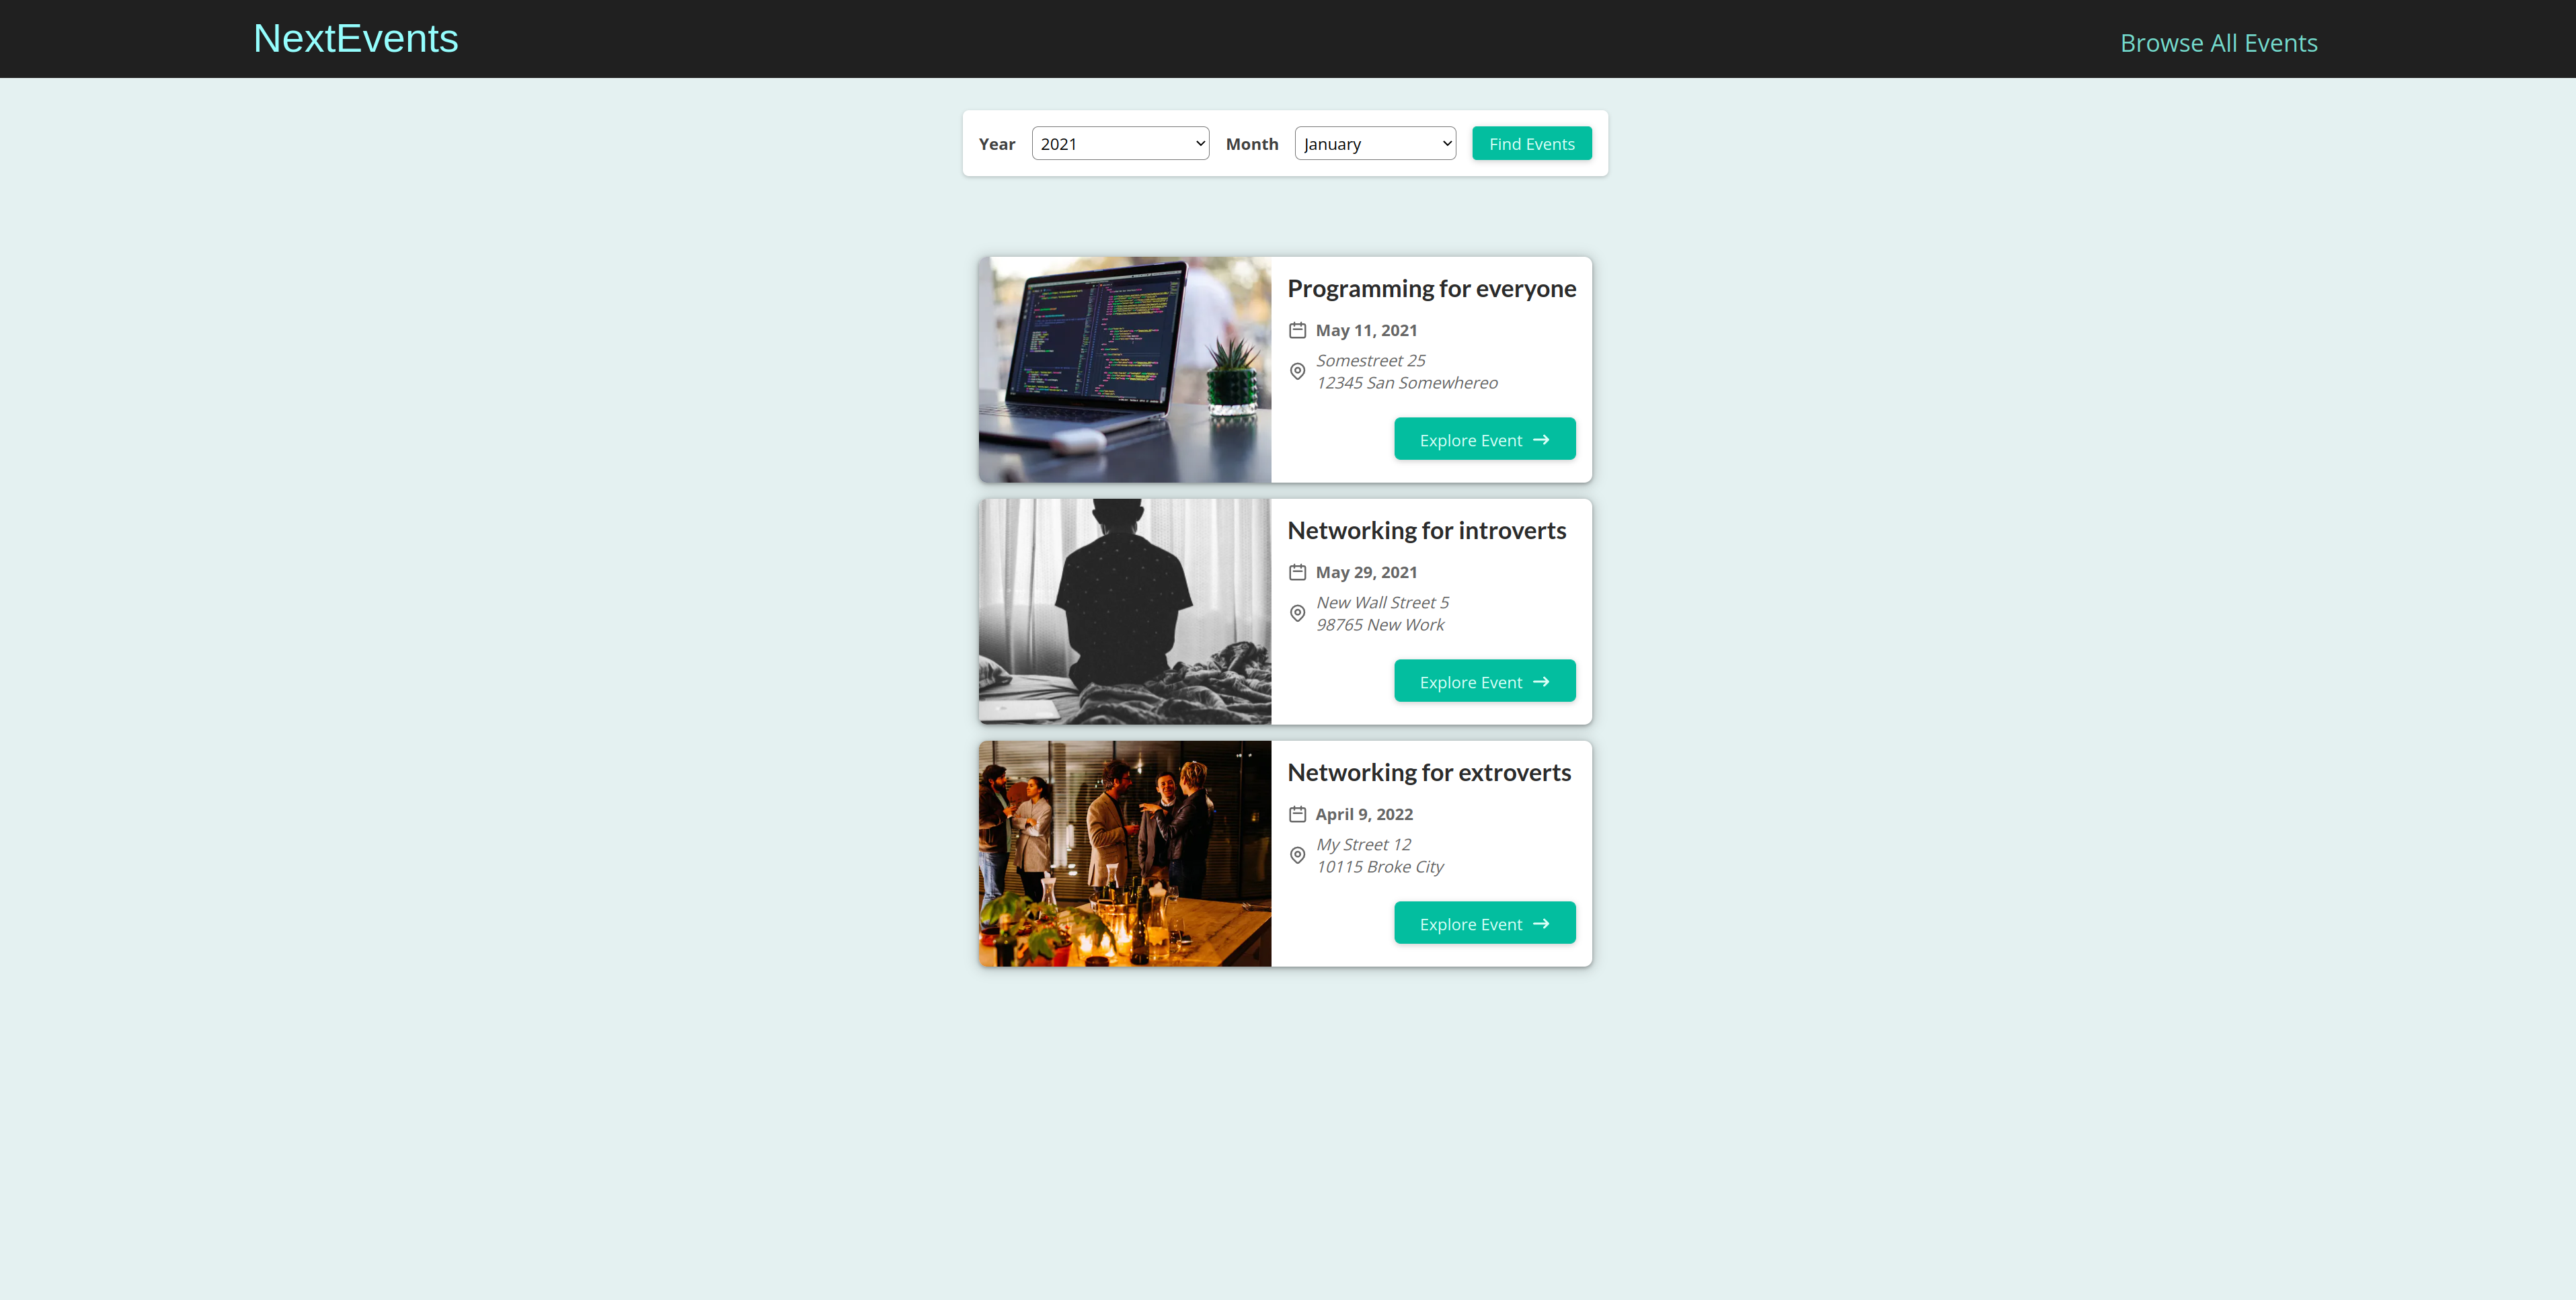 NextEvents
Browse All Events
Year 2021 Month January Find Events
Programming for everyone
May 11, 2021
Somestreet 25
12345 San Somewhereo
Explore Event →
Networking for introverts
May 29, 2021
New Wall Street 5
98765 New Work
Explore Event →
Networking for extroverts
April 9, 2022
My Street 12
10115 Broke City
Explore Event →